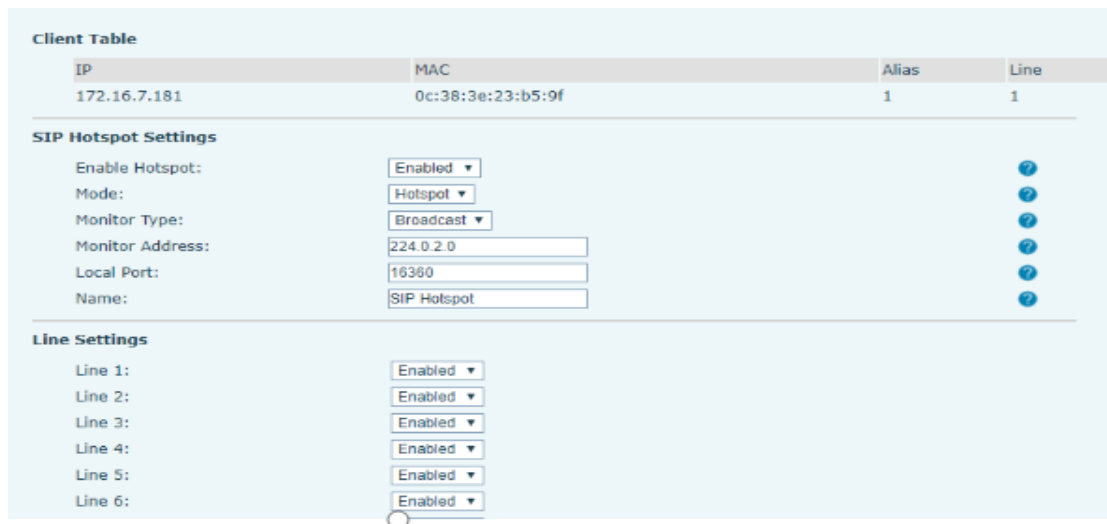 Client Table
IP MAC Alias Line
172.16.7.181 0c:38:3e:23:b5:9f 1 1
SIP Hotspot Settings
Enable Hotspot: Enabled
Mode: Hotspot
Monitor Type: Broadcast
Monitor Address: 224.0.2.0
Local Port: 16360
Name: SIP Hotspot
Line Settings
Line 1: Enabled
Line 2: Enabled
Line 3: Enabled
Line 4: Enabled
Line 5: Enabled
Line 6: Enabled